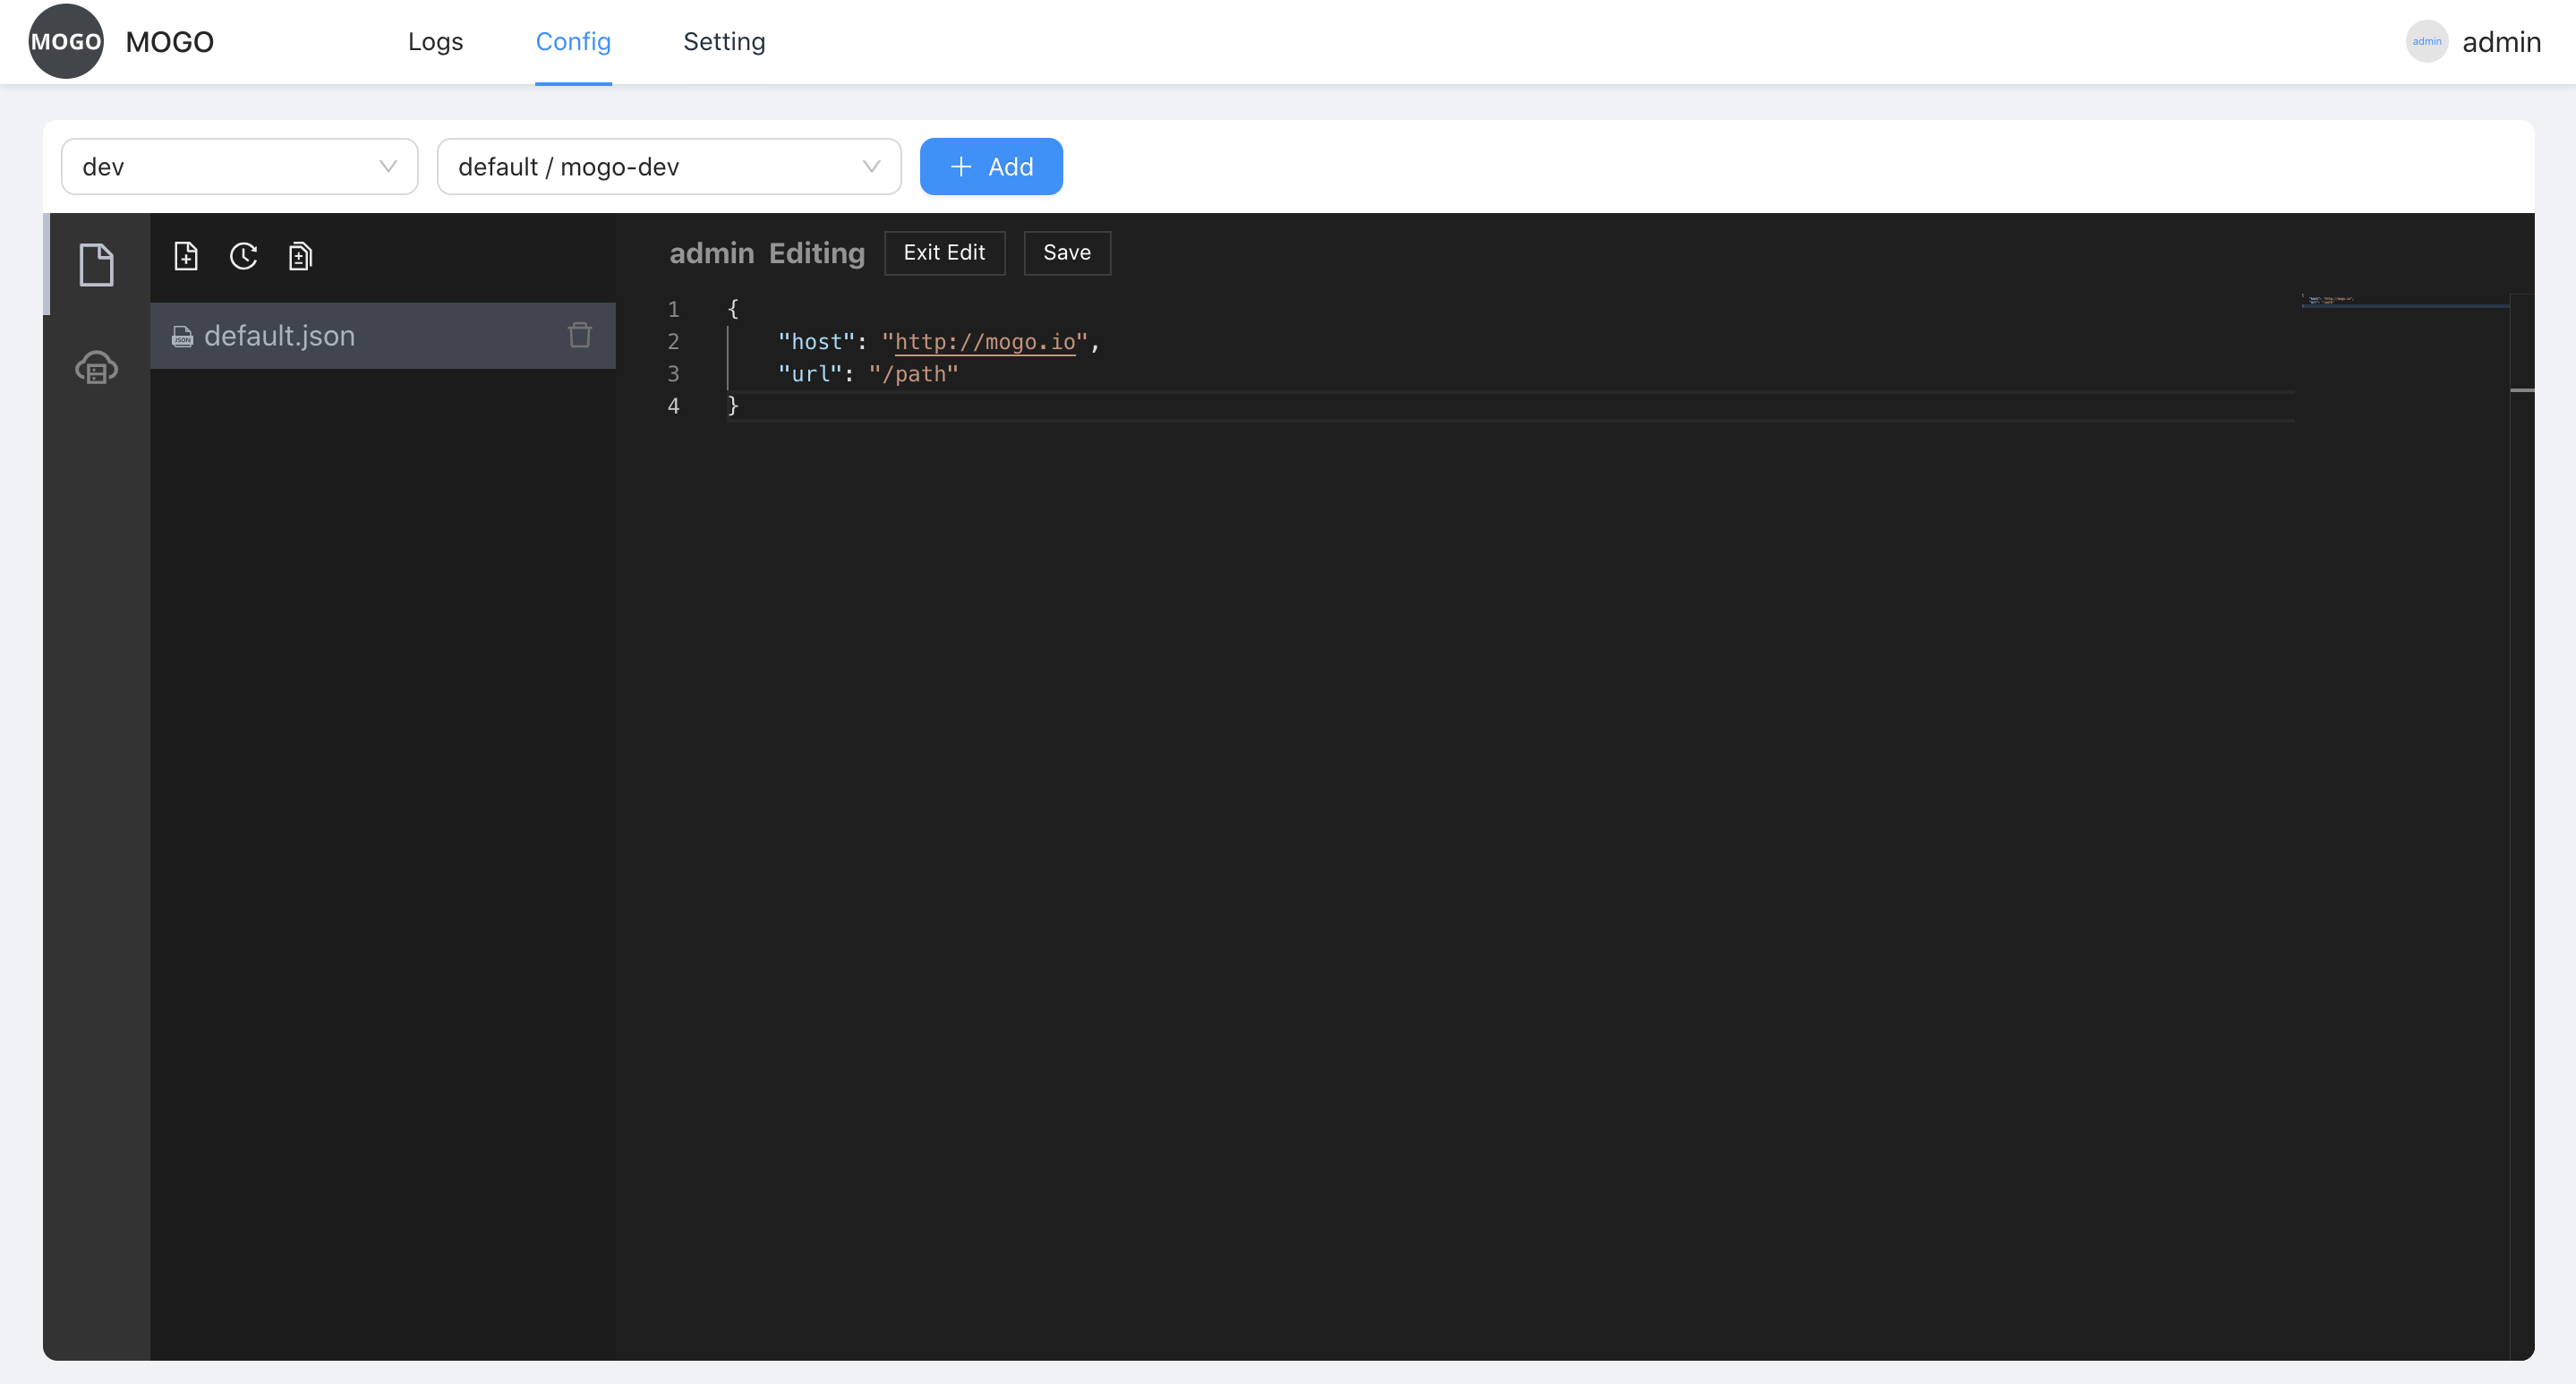 MOGO MOGO Logs Config Setting admin admin
dev default / mogo-dev Add
admin Editing Exit Edit Save
JSON default.json
1 {
2 "host": "http://mogo.io",
3 "url": "/path"
4 }